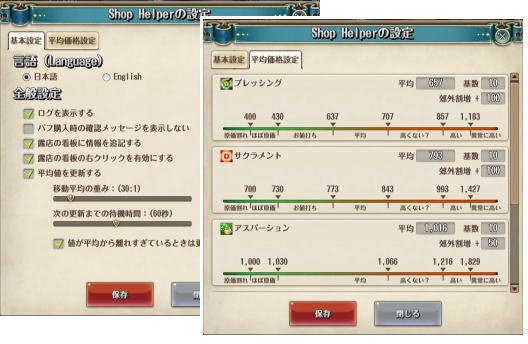 Shop Helperの設定
基本設定 平均価格設定
言語 (Language)
日本語 English
全般設定
ログを表示する
バフ購入時の確認メッセージを表示しない
露店の看板に情報を追記する
露店の看板の右クリックを有効にする
平均値を更新する
移動平均の重み：(30:1)
次の更新までの待機時間：(60秒)
値が平均から離れすぎているときは
保存
Shop Helperの設定
基本設定 平均価格設定
ブレッシング 平均 657 基数 10
郊外割増 + 100
400 430 637 707 857 1,183
原価割れ ほぼ原価 お値打ち 平均 高くない? 高い 異常に高い
サクラメント 平均 793 基数 10
郊外割増 + 100
700 730 773 843 993 1,427
原価割れ ほぼ原価 お値打ち 平均 高くない? 高い 異常に高い
アスパーション 平均 1,016 基数 10
郊外割増 + 50
1,000 1,030 1,066 1,216 1,829
原価割れ ほぼ原価 平均 高くない? 高い 異常に高い
保存 閉じる